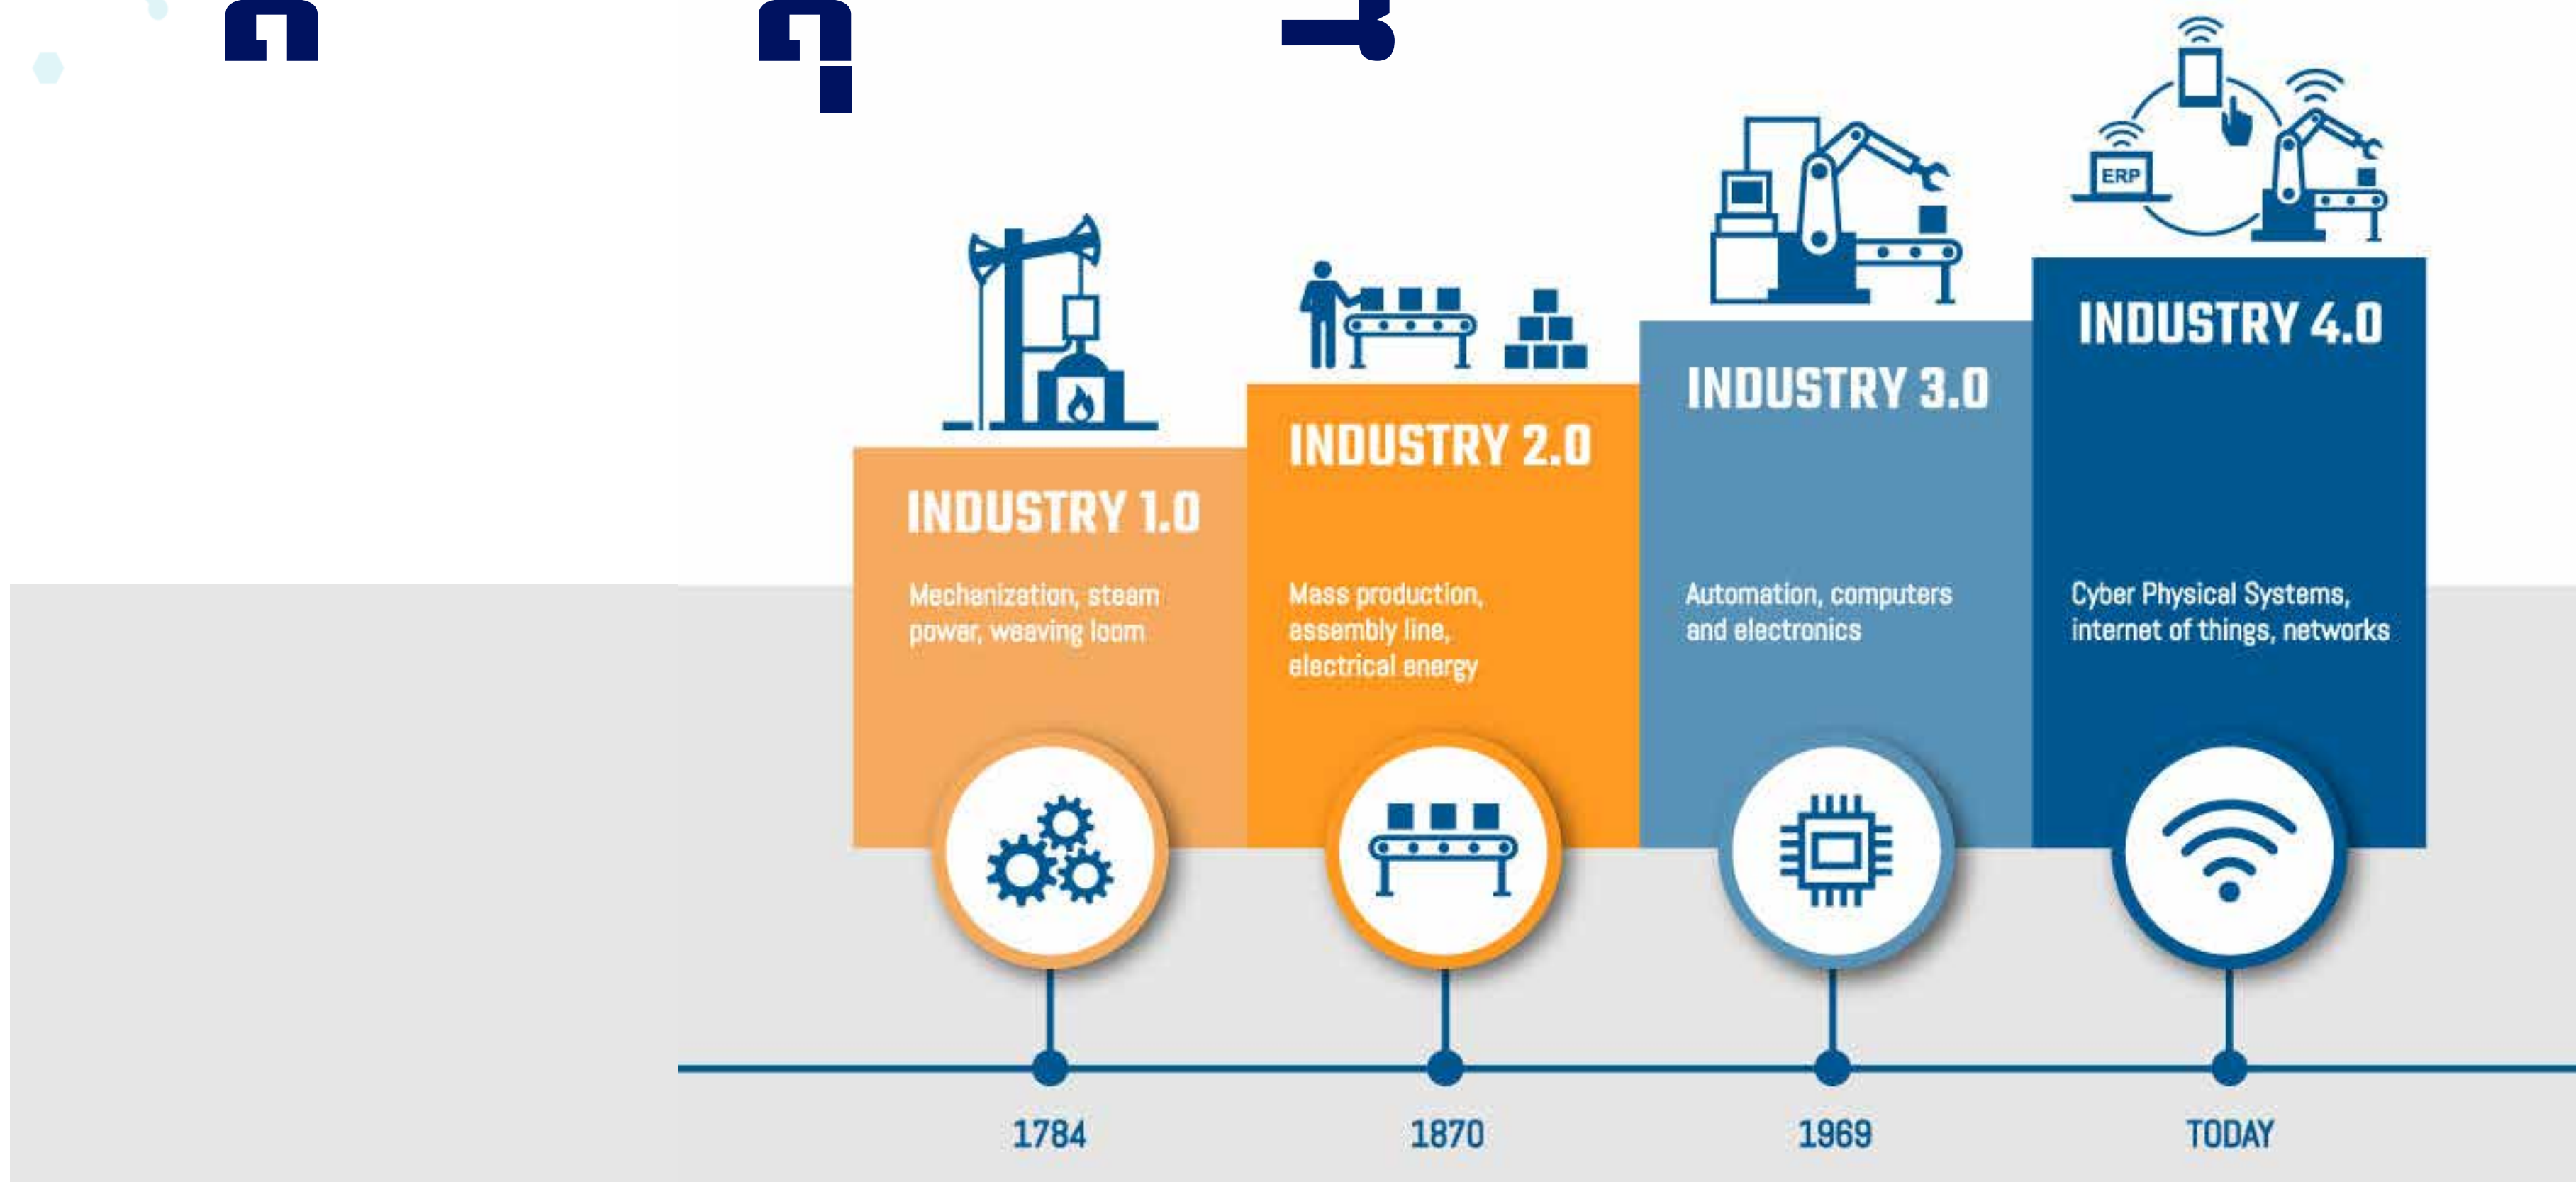 ERP
INDUSTRY 1.0
Mechanization, steam
power, weaving loom
INDUSTRY 2.0
Mass production,
assembly line,
electrical energy
INDUSTRY 3.0
Automation, computers
and electronics
INDUSTRY 4.0
Cyber Physical Systems,
internet of things, networks
1784
1870
1969
TODAY